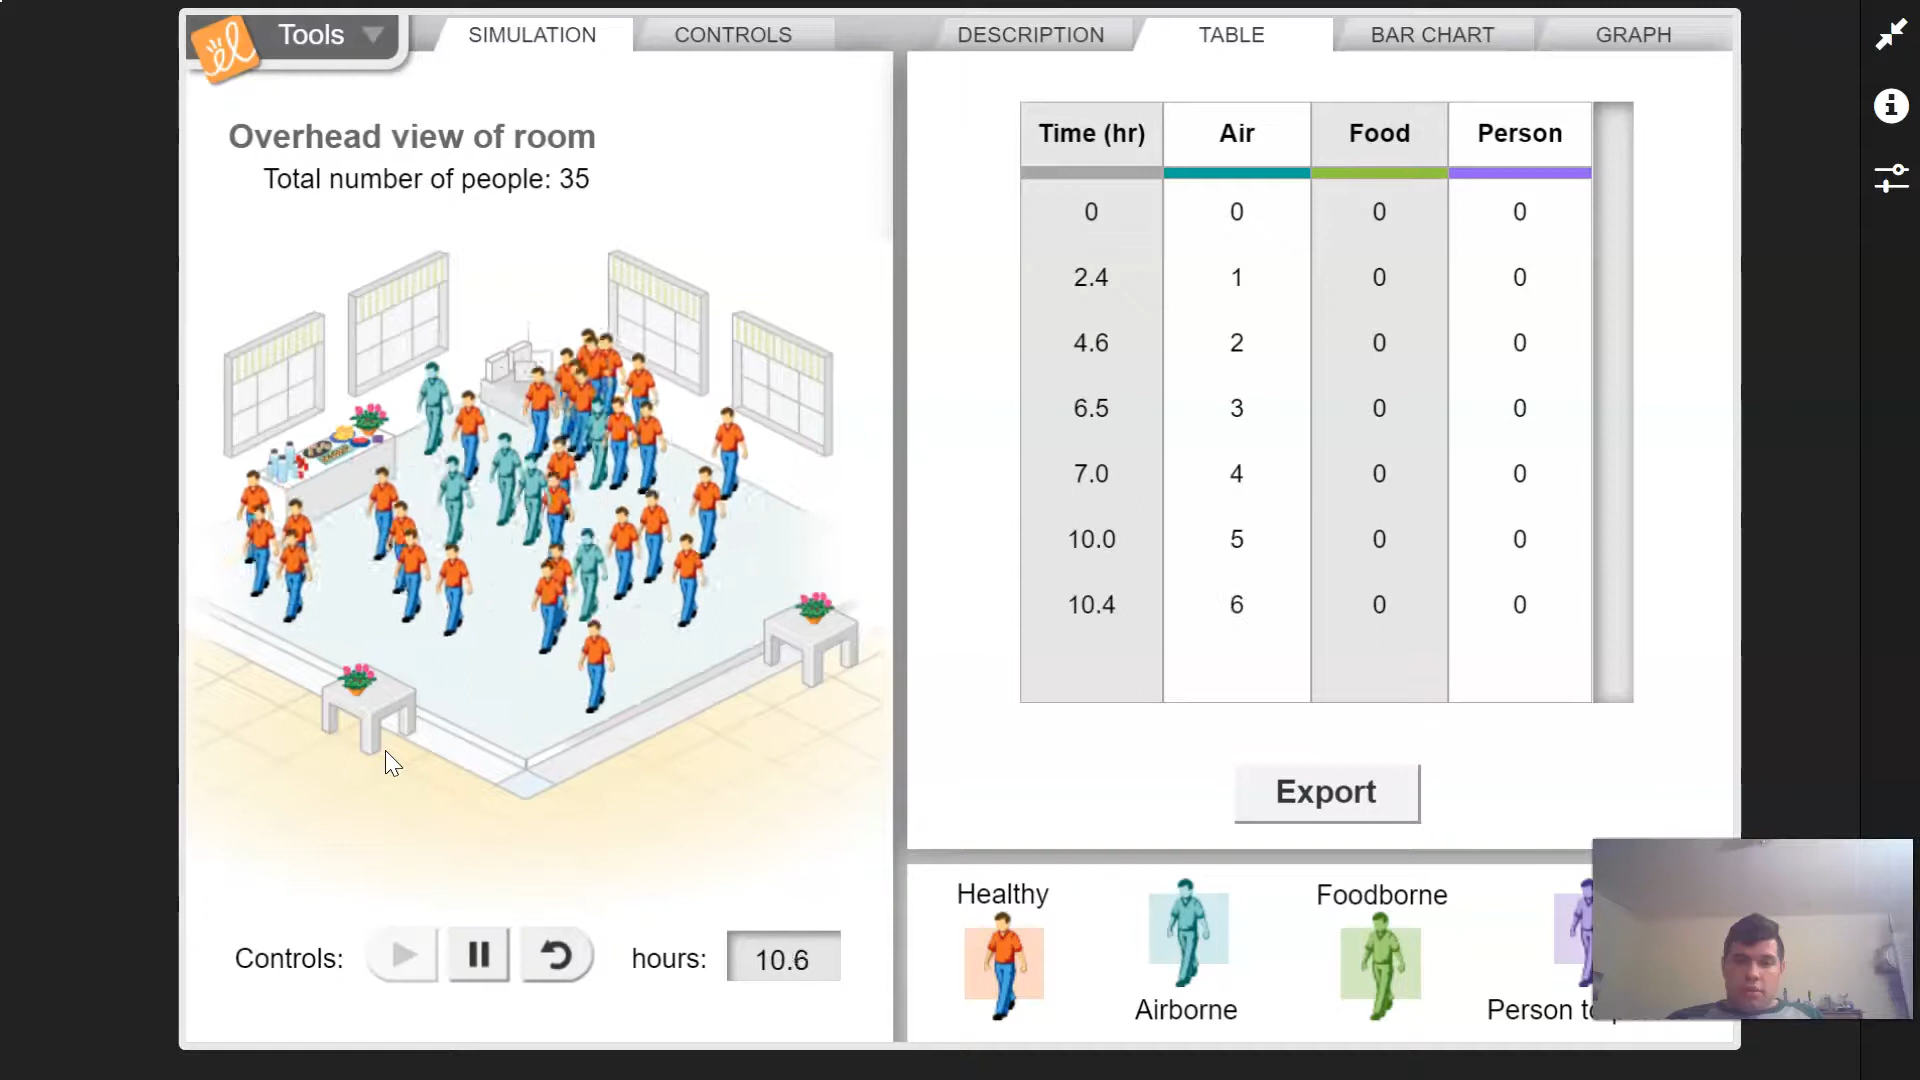 el
Tools
SIMULATION
CONTROLS
Overhead view of room
Total number of people: 35
Controls:
hours: 10.6
DESCRIPTION
TABLE
BAR CHART
GRAPH
Time (hr) Air Food Person
0 0 0 0
2.4 1 0 0
4.6 2 0 0
6.5 3 0 0
7.0 4 0 0
10.0 5 0 0
10.4 6 0 0
Export
Healthy
Airborne
Foodborne
Person